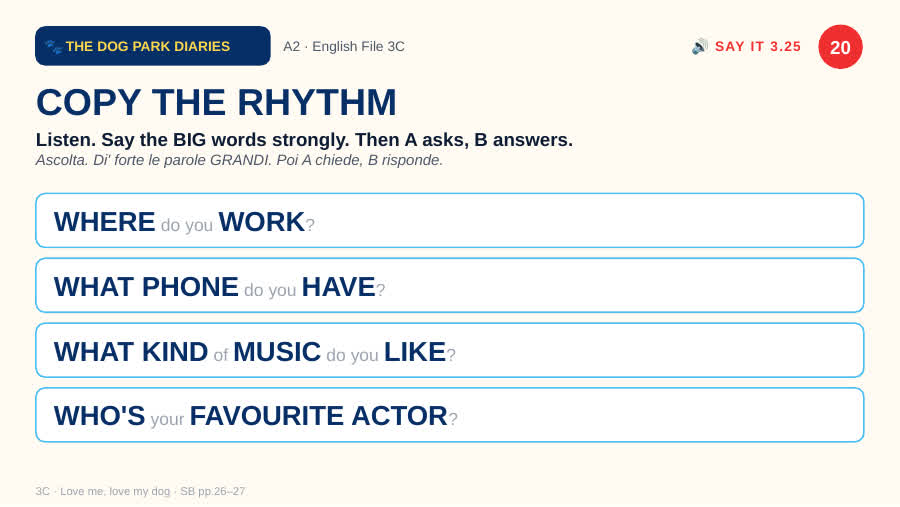 🐾 THE DOG PARK DIARIES A2 · English File 3C 🔊 SAY IT 3.25 20
COPY THE RHYTHM
Listen. Say the BIG words strongly. Then A asks, B answers.
Ascolta. Di' forte le parole GRANDI. Poi A chiede, B risponde.
WHERE do you WORK?
WHAT PHONE do you HAVE?
WHAT KIND of MUSIC do you LIKE?
WHO'S your FAVOURITE ACTOR?
3C · Love me, love my dog · SB pp.26–27